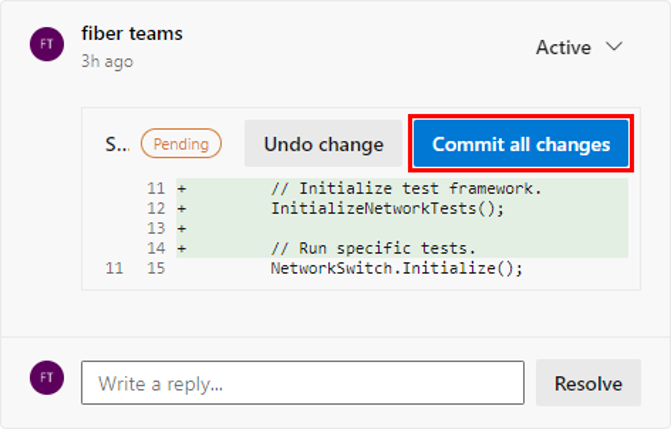 FT
fiber teams
3h ago
Active
S...
Pending
Undo change
Commit all changes
11 + // Initialize test framework.
12 + InitializeNetworkTests();
13 +
14 + // Run specific tests.
11 15 NetworkSwitch.Initialize();
FT
Write a reply...
Resolve